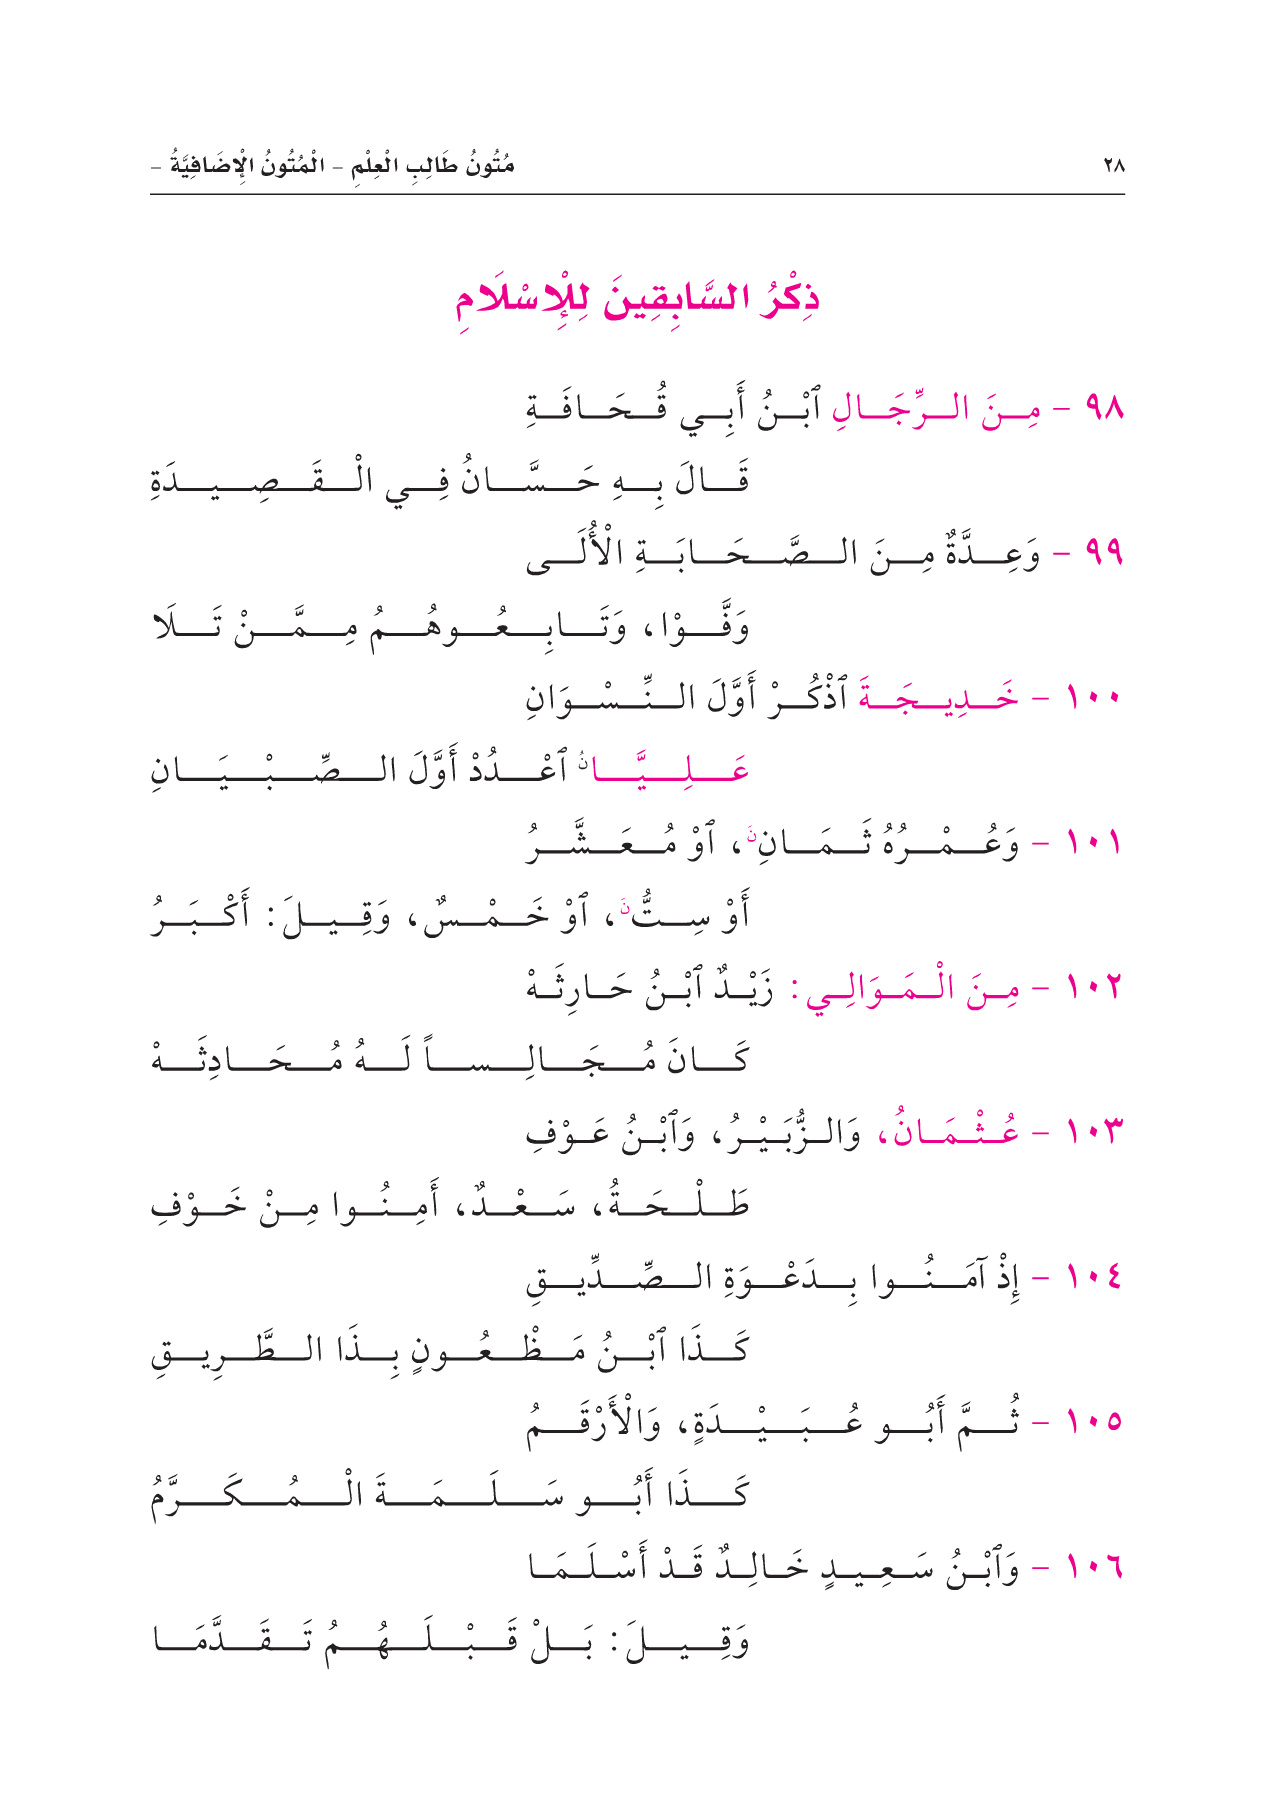 ٢٨ مُتُونُ طَالِبِ الْعِلْمِ – الْمُتُونُ الْإِضَافِيَّةُ –
ذِكْرُ السَّابِقِينَ لِلْإِسْلَامِ
٩٨ – مِنَ الرِّجَالِ ٱبْنُ أَبِي قُحَافَةِ
قَالَ بِهِ حَسَّانُ فِي الْقَصِيدَةِ
٩٩ – وَعِدَّةٌ مِنَ الصَّحَابَةِ الْأُلَى
وَفَّوْا، وَتَابِعُوهُمُ مِمَّنْ تَلَا
١٠٠ – خَدِيجَةَ ٱذْكُرْ أَوَّلَ النِّسْوَانِ
عَلِيَّانُ ٱعْدُدْ أَوَّلَ الصِّبْيَانِ
١٠١ – وَعُمْرُهُ ثَمَانِنَ، ٱوْ مُعَشَّرُ
أَوْ سِتُّنَ، ٱوْ خَمْسٌ، وَقِيلَ: أَكْبَرُ
١٠٢ – مِنَ الْمَوَالِي: زَيْدٌ ٱبْنُ حَارِثَهْ
كَانَ مُجَالِساً لَهُ مُحَادِثَهْ
١٠٣ – عُثْمَانُ، وَالزُّبَيْرُ، وَٱبْنُ عَوْفِ
طَلْحَةُ، سَعْدٌ، أَمِنُوا مِنْ خَوْفِ
١٠٤ – إِذْ آمَنُوا بِدَعْوَةِ الصِّدِّيقِ
كَذَا ٱبْنُ مَظْعُونٍ بِذَا الطَّرِيقِ
١٠٥ – ثُمَّ أَبُو عُبَيْدَةٍ، وَالْأَرْقَمُ
كَذَا أَبُو سَلَمَةَ الْمُكَرَّمُ
١٠٦ – وَٱبْنُ سَعِيدٍ خَالِدٌ قَدْ أَسْلَمَا
وَقِيلَ: بَلْ قَبْلَهُمُ تَقَدَّمَا